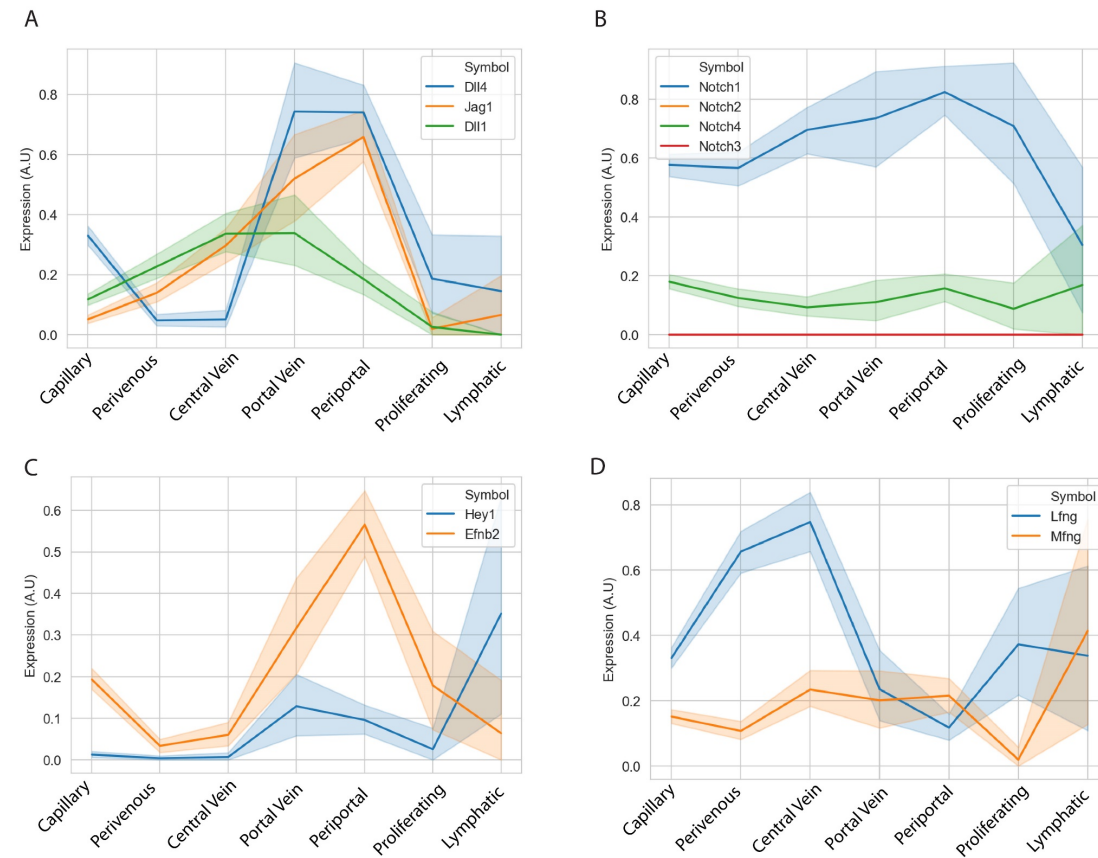 A
Expression (A.U)
0.8
0.6
0.4
0.2
0.0
Symbol
Dll4
Jag1
Dll1
Capillary
Perivenous
Central Vein
Portal Vein
Periportal
Proliferating
Lymphatic
B
Expression (A.U)
0.8
0.6
0.4
0.2
0.0
Symbol
Notch1
Notch2
Notch4
Notch3
Capillary
Perivenous
Central Vein
Portal Vein
Periportal
Proliferating
Lymphatic
C
Expression (A.U)
0.6
0.5
0.4
0.3
0.2
0.1
0.0
Symbol
Hey1
Efnb2
Capillary
Perivenous
Central Vein
Portal Vein
Periportal
Proliferating
Lymphatic
D
Expression (A.U)
0.8
0.6
0.4
0.2
0.0
Symbol
Lfng
Mfng
Capillary
Perivenous
Central Vein
Portal Vein
Periportal
Proliferating
Lymphatic